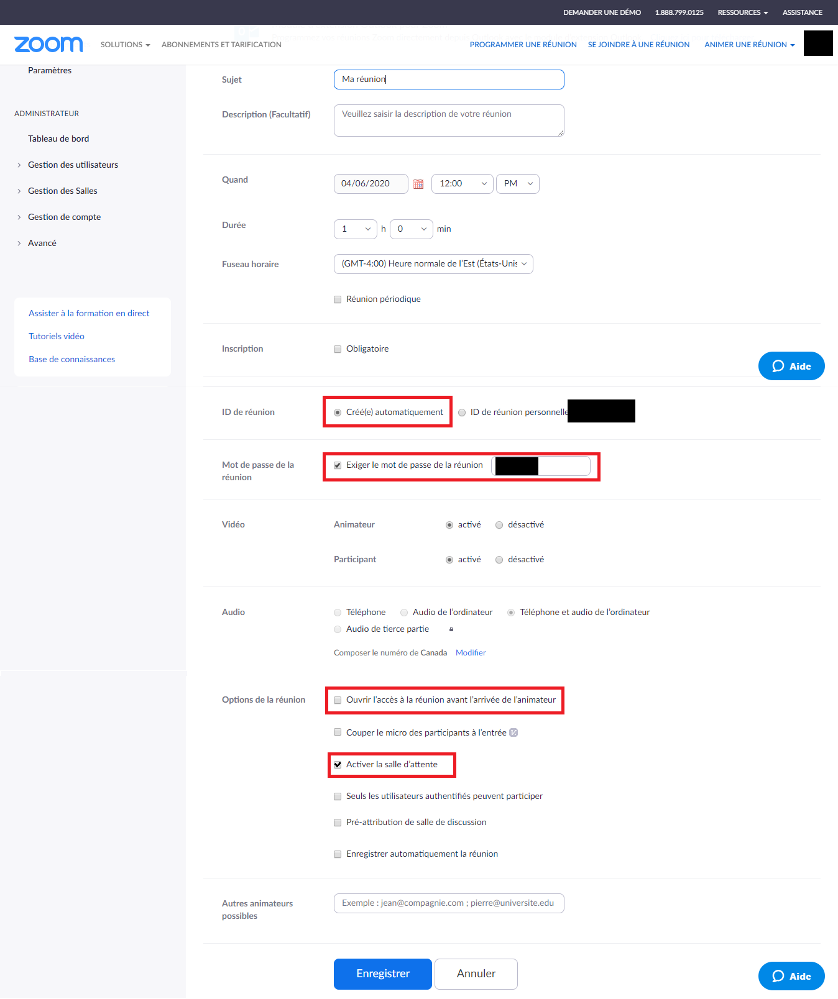 DEMANDER UNE DÉMO 1.888.799.0125 RESSOURCES ASSISTANCE
zoom SOLUTIONS ABONNEMENTS ET TARIFICATION PROGRAMMER UNE RÉUNION SE JOINDRE À UNE RÉUNION ANIMER UNE RÉUNION
Paramètres
ADMINISTRATEUR
Tableau de bord
Gestion des utilisateurs
Gestion des Salles
Gestion de compte
Avancé
Assister à la formation en direct
Tutoriels vidéo
Base de connaissances
Sujet Ma réunion
Description (Facultatif) Veuillez saisir la description de votre réunion
Quand 04/06/2020 12:00 PM
Durée 1 h 0 min
Fuseau horaire (GMT-4:00) Heure normale de l'Est (États-Unis
Réunion périodique
Inscription Obligatoire
Aide
ID de réunion Créé(e) automatiquement ID de réunion personnelle
Mot de passe de la réunion Exiger le mot de passe de la réunion
Vidéo Animateur activé désactivé
Participant activé désactivé
Audio Téléphone Audio de l'ordinateur Téléphone et audio de l'ordinateur
Audio de tierce partie
Composer le numéro de Canada Modifier
Options de la réunion Ouvrir l'accès à la réunion avant l'arrivée de l'animateur
Couper le micro des participants à l'entrée
Activer la salle d'attente
Seuls les utilisateurs authentifiés peuvent participer
Pré-attribution de salle de discussion
Enregistrer automatiquement la réunion
Autres animateurs possibles Exemple : jean@compagnie.com ; pierre@universite.edu
Enregistrer Annuler
Aide